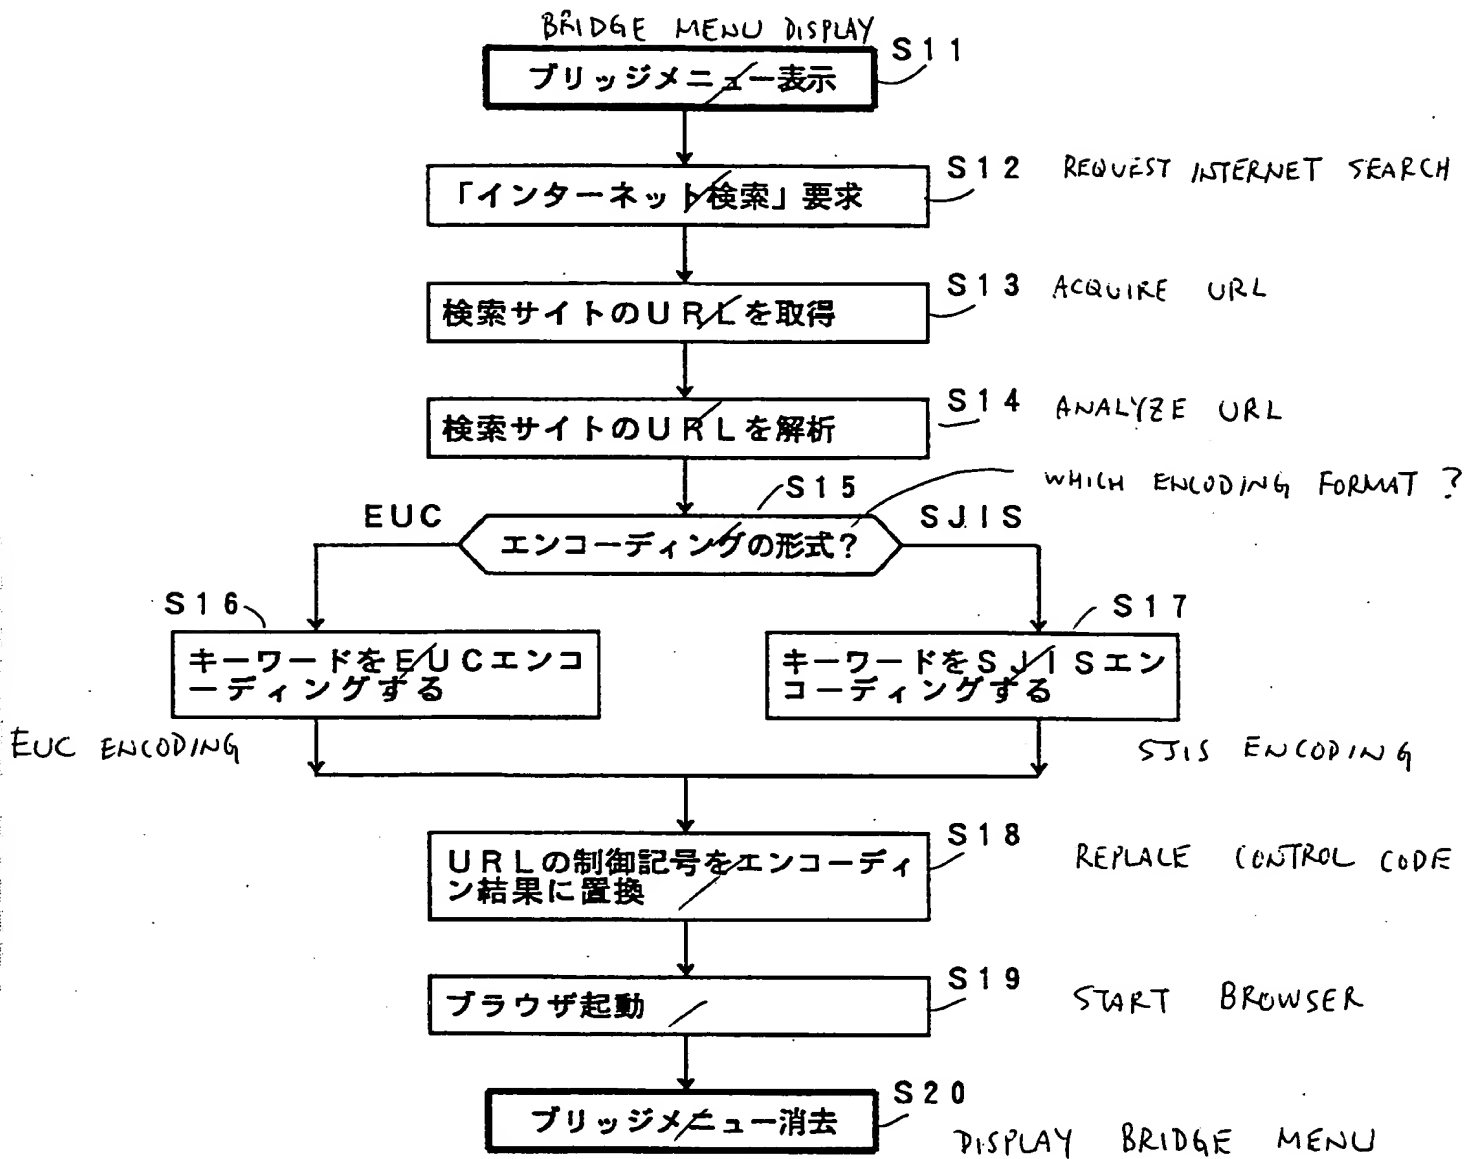 BRIDGE MENU DISPLAY
S11
ブリッジメニュー表示
S12 REQUEST INTERNET SEARCH
「インターネット検索」要求
S13 ACQUIRE URL
検索サイトのURLを取得
S14 ANALYZE URL
検索サイトのURLを解析
S15 WHICH ENCODING FORMAT ?
EUC SJIS
エンコーディングの形式?
S16 S17
キーワードをEUCエンコ
ーディングする
キーワードをSJISエン
コーディングする
EUC ENCODING SJIS ENCODING
S18 REPLACE CONTROL CODE
URLの制御記号をエンコーディ
ン結果に置換
S19 START BROWSER
ブラウザ起動
S20
ブリッジメニュー消去
DISPLAY BRIDGE MENU